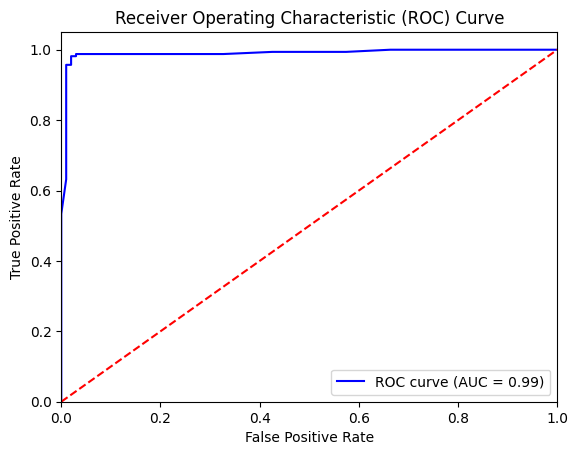 Receiver Operating Characteristic (ROC) Curve
1.0
0.8
0.6
0.4
0.2
0.0
True Positive Rate
ROC curve (AUC = 0.99)
0.0 0.2 0.4 0.6 0.8 1.0
False Positive Rate